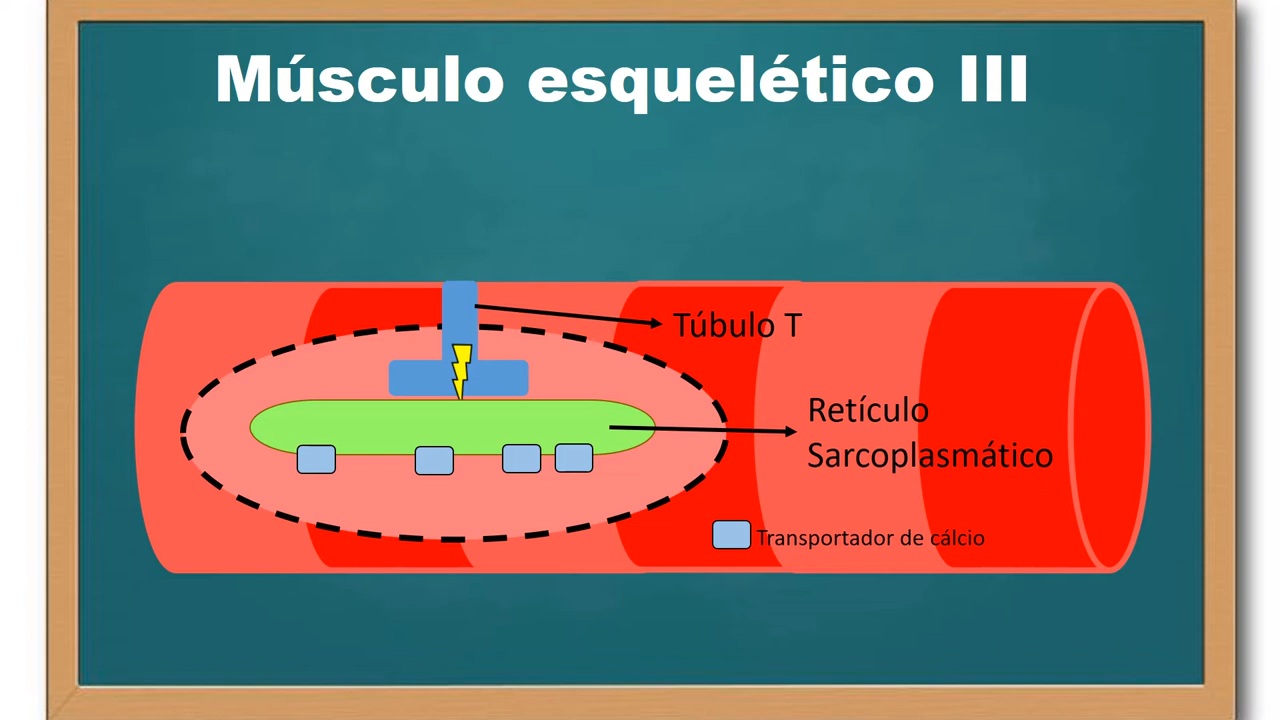 Músculo esquelético III
Túbulo T
Retículo
Sarcoplasmático
Transportador de cálcio